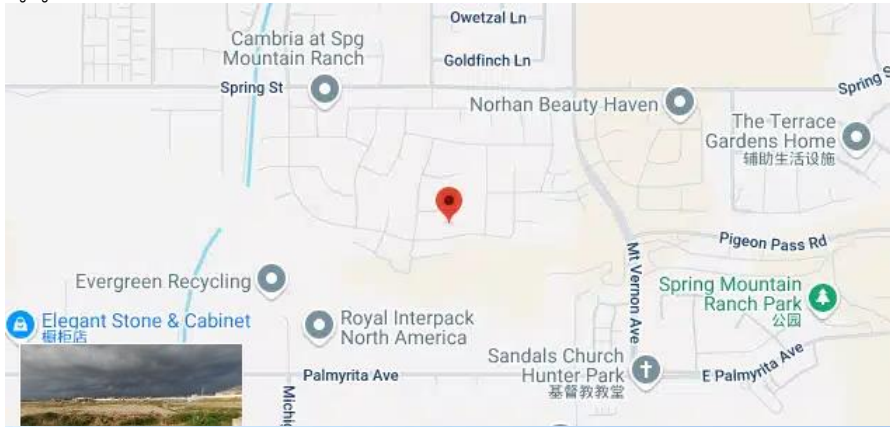 Owetzal Ln
Cambria at Spg
Mountain Ranch
Goldfinch Ln
Spring St
Norhan Beauty Haven
Spring S
The Terrace
Gardens Home
辅助生活设施
Pigeon Pass Rd
Mt Vernon Ave
Evergreen Recycling
Spring Mountain
Ranch Park
公园
Elegant Stone & Cabinet
橱柜店
Royal Interpack
North America
Sandals Church
Hunter Park
基督教教堂
E Palmyrita Ave
Palmyrita Ave
Michi